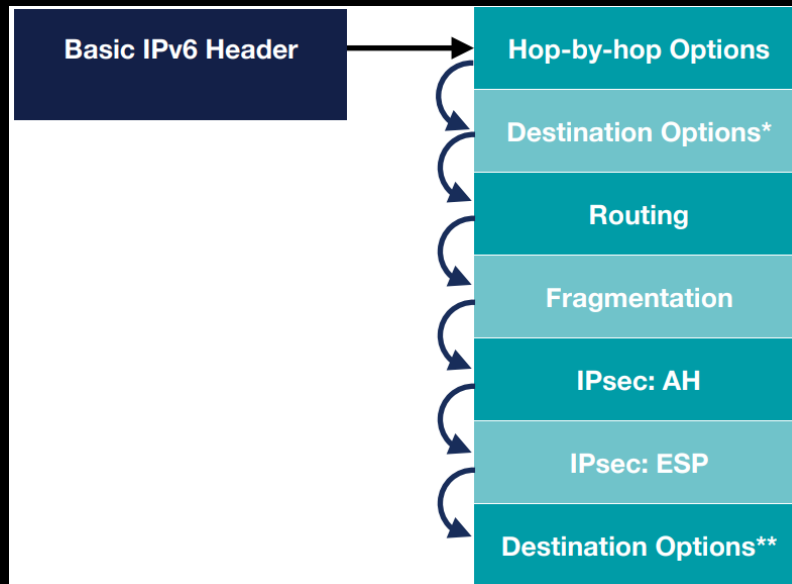 Basic IPv6 Header
Hop-by-hop Options
Destination Options*
Routing
Fragmentation
IPsec: AH
IPsec: ESP
Destination Options**